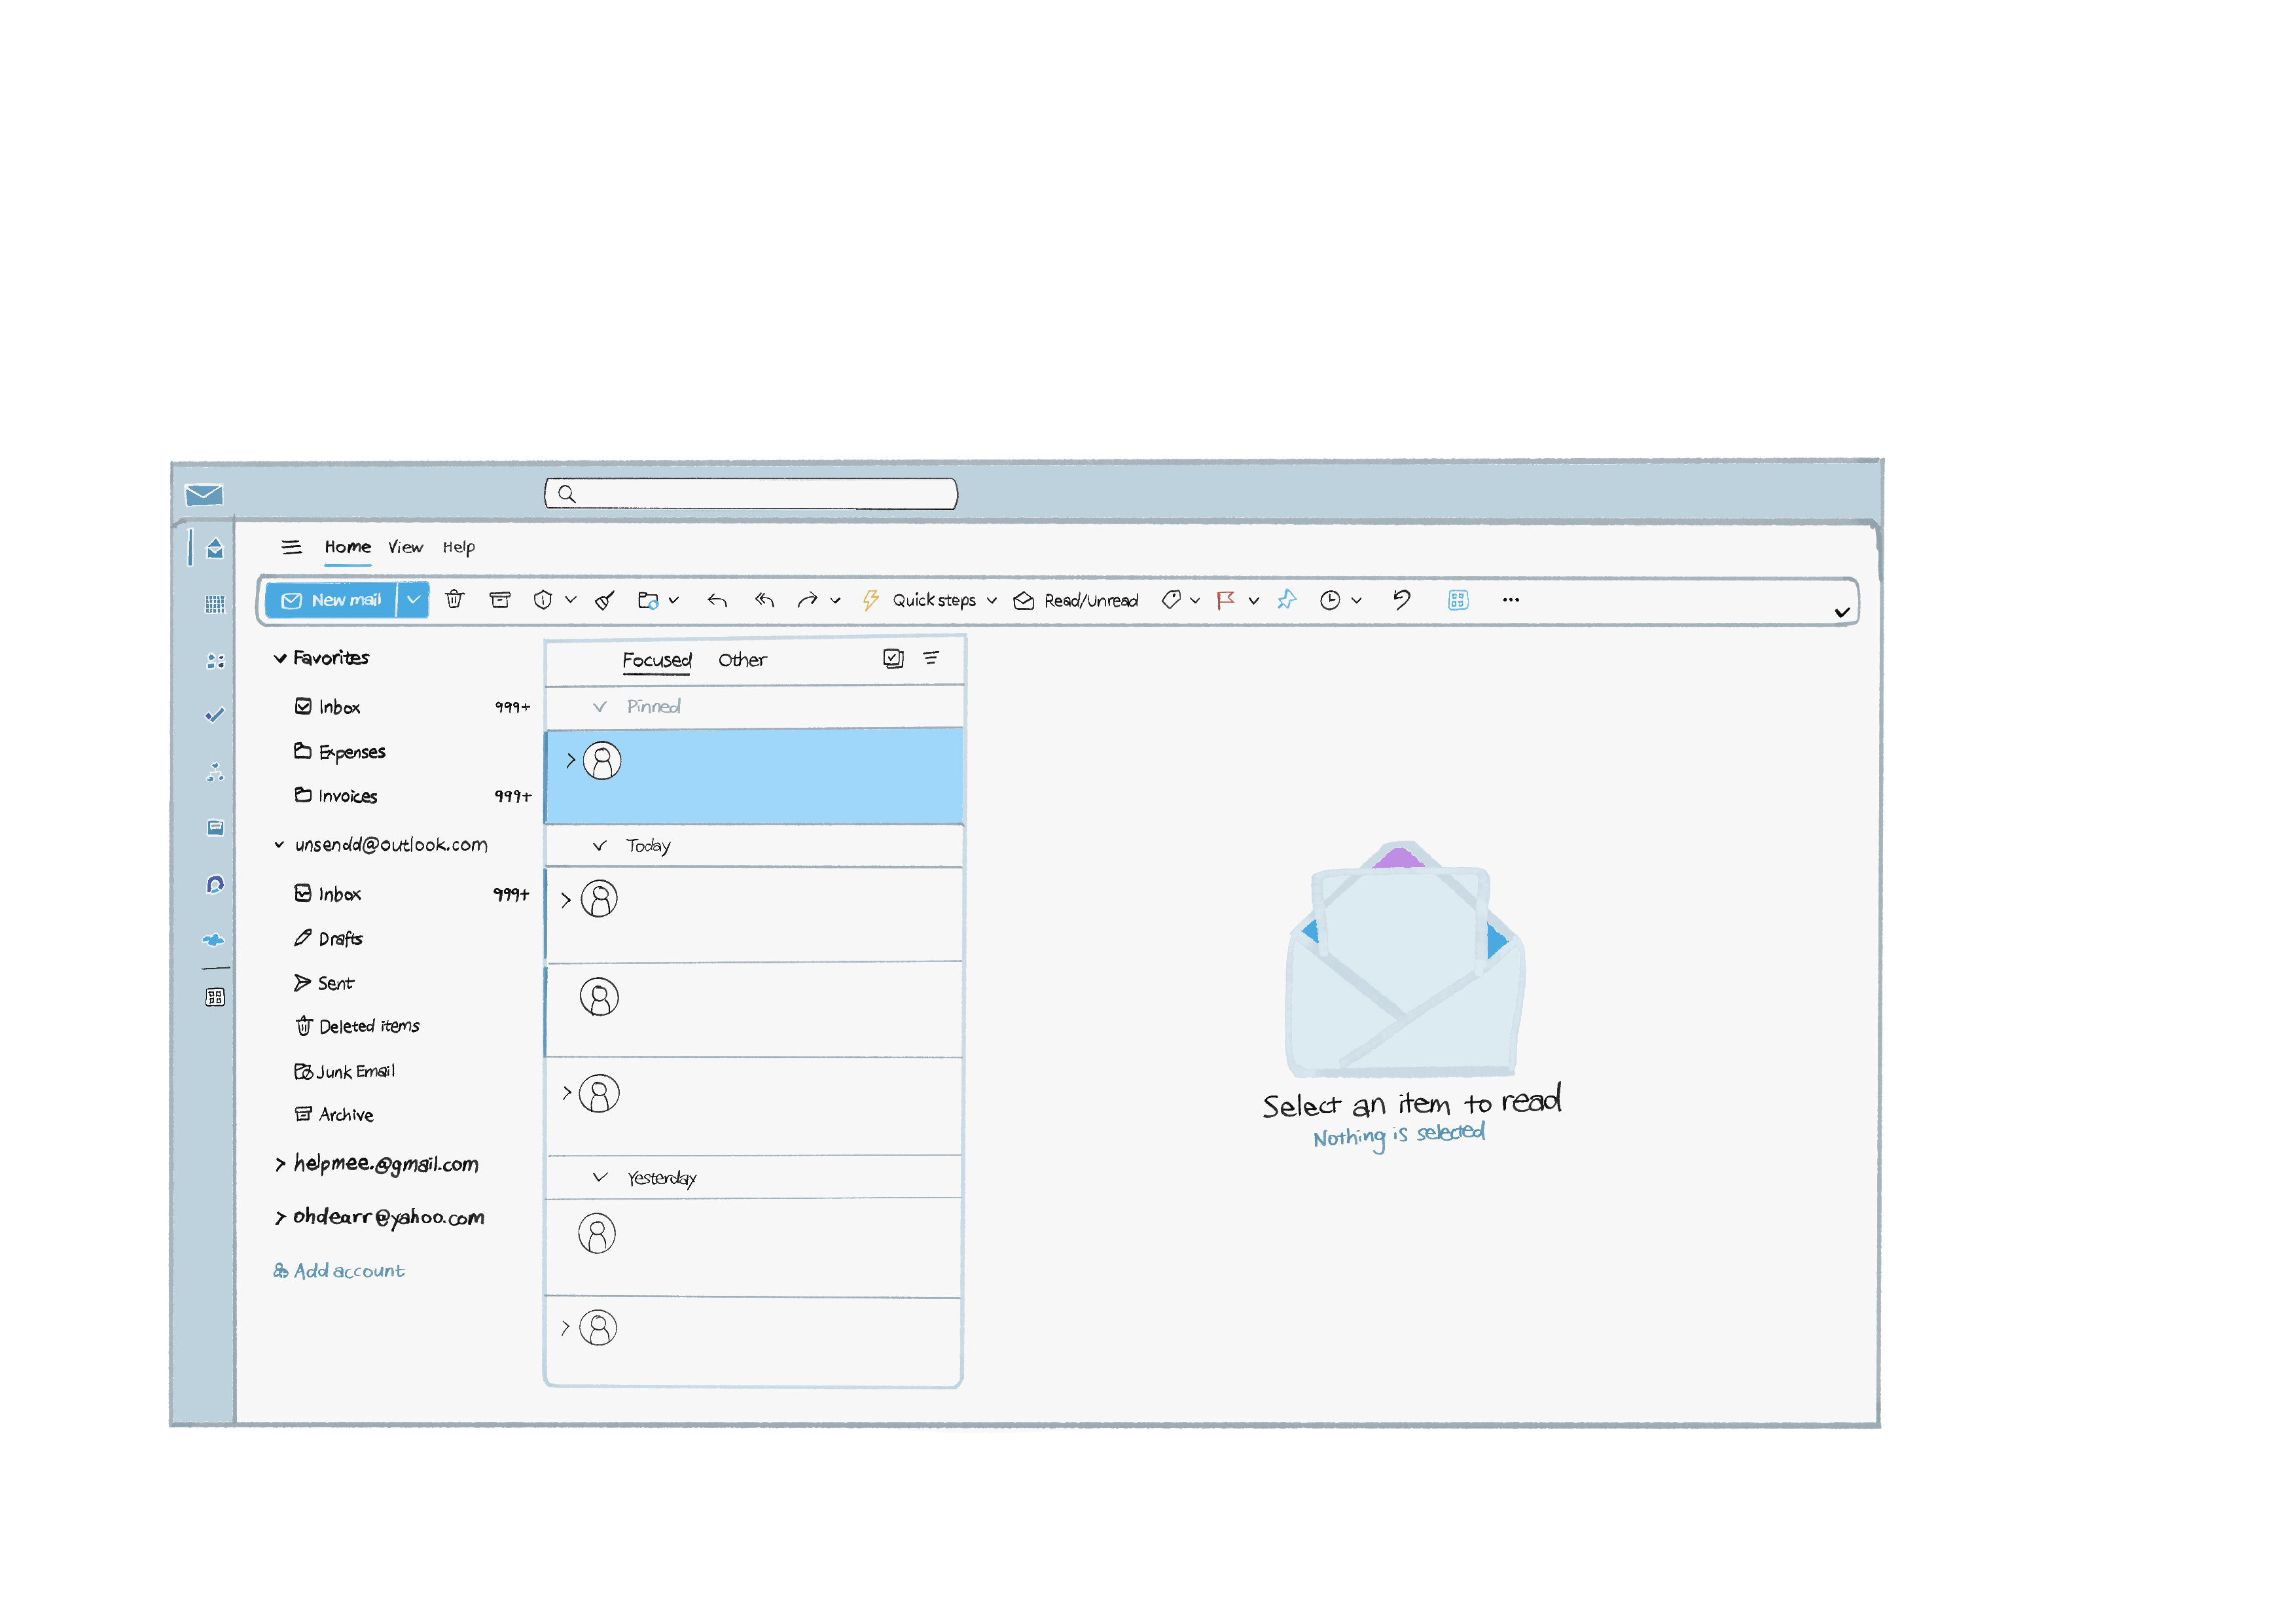 Home View Help
New mail Quick steps Read/Unread
Favorites
Inbox 999+
Expenses
Invoices 999+
unsendd@outlook.com
Inbox 999+
Drafts
Sent
Deleted items
Junk Email
Archive
helpmee.@gmail.com
ohdearr@yahoo.com
Add account
Focused Other
Pinned
Today
Yesterday
Select an item to read
Nothing is selected